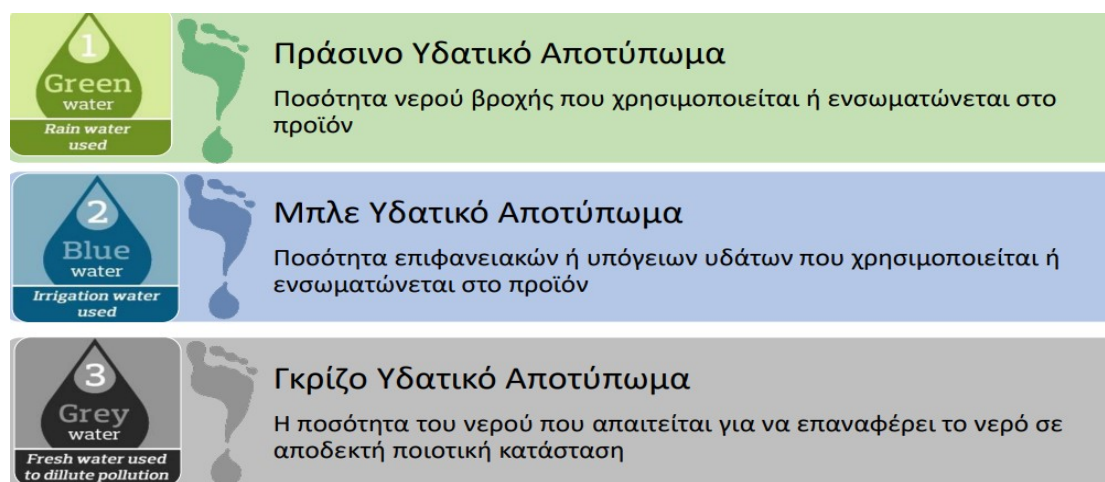 1
Green
water
Rain water
used
Πράσινο Υδατικό Αποτύπωμα
Ποσότητα νερού βροχής που χρησιμοποιείται ή ενσωματώνεται στο
προϊόν
2
Blue
water
Irrigation water
used
Μπλε Υδατικό Αποτύπωμα
Ποσότητα επιφανειακών ή υπόγειων υδάτων που χρησιμοποιείται ή
ενσωματώνεται στο προϊόν
3
Grey
water
Fresh water used
to dillute pollution
Γκρίζο Υδατικό Αποτύπωμα
Η ποσότητα του νερού που απαιτείται για να επαναφέρει το νερό σε
αποδεκτή ποιοτική κατάσταση